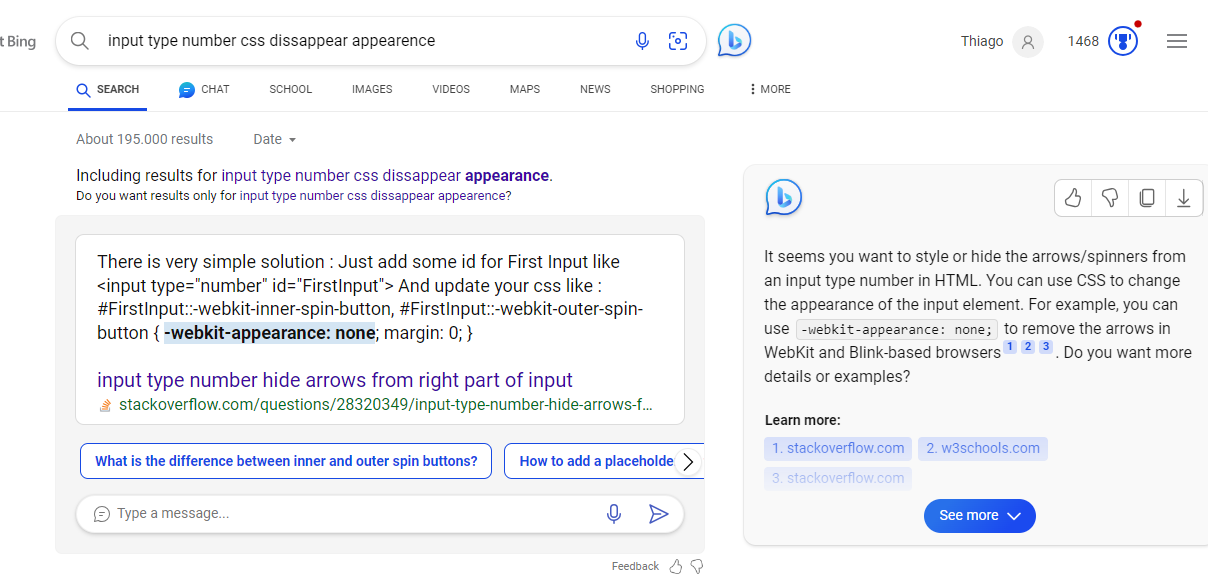 t Bing
input type number css dissappear appearence
Thiago
1468
SEARCH
CHAT
SCHOOL
IMAGES
VIDEOS
MAPS
NEWS
SHOPPING
MORE
About 195.000 results
Date
Including results for input type number css dissappear appearance.
Do you want results only for input type number css dissappear appearence?
There is very simple solution : Just add some id for First Input like
<input type="number" id="FirstInput"> And update your css like :
#FirstInput::-webkit-inner-spin-button, #FirstInput::-webkit-outer-spin-
button { -webkit-appearance: none; margin: 0; }
input type number hide arrows from right part of input
stackoverflow.com/questions/28320349/input-type-number-hide-arrows-f...
What is the difference between inner and outer spin buttons?
How to add a placeholde
Type a message...
Feedback
It seems you want to style or hide the arrows/spinners from
an input type number in HTML. You can use CSS to change
the appearance of the input element. For example, you can
use -webkit-appearance: none; to remove the arrows in
WebKit and Blink-based browsers 1 2 3 . Do you want more
details or examples?
Learn more:
1. stackoverflow.com
2. w3schools.com
3. stackoverflow.com
See more